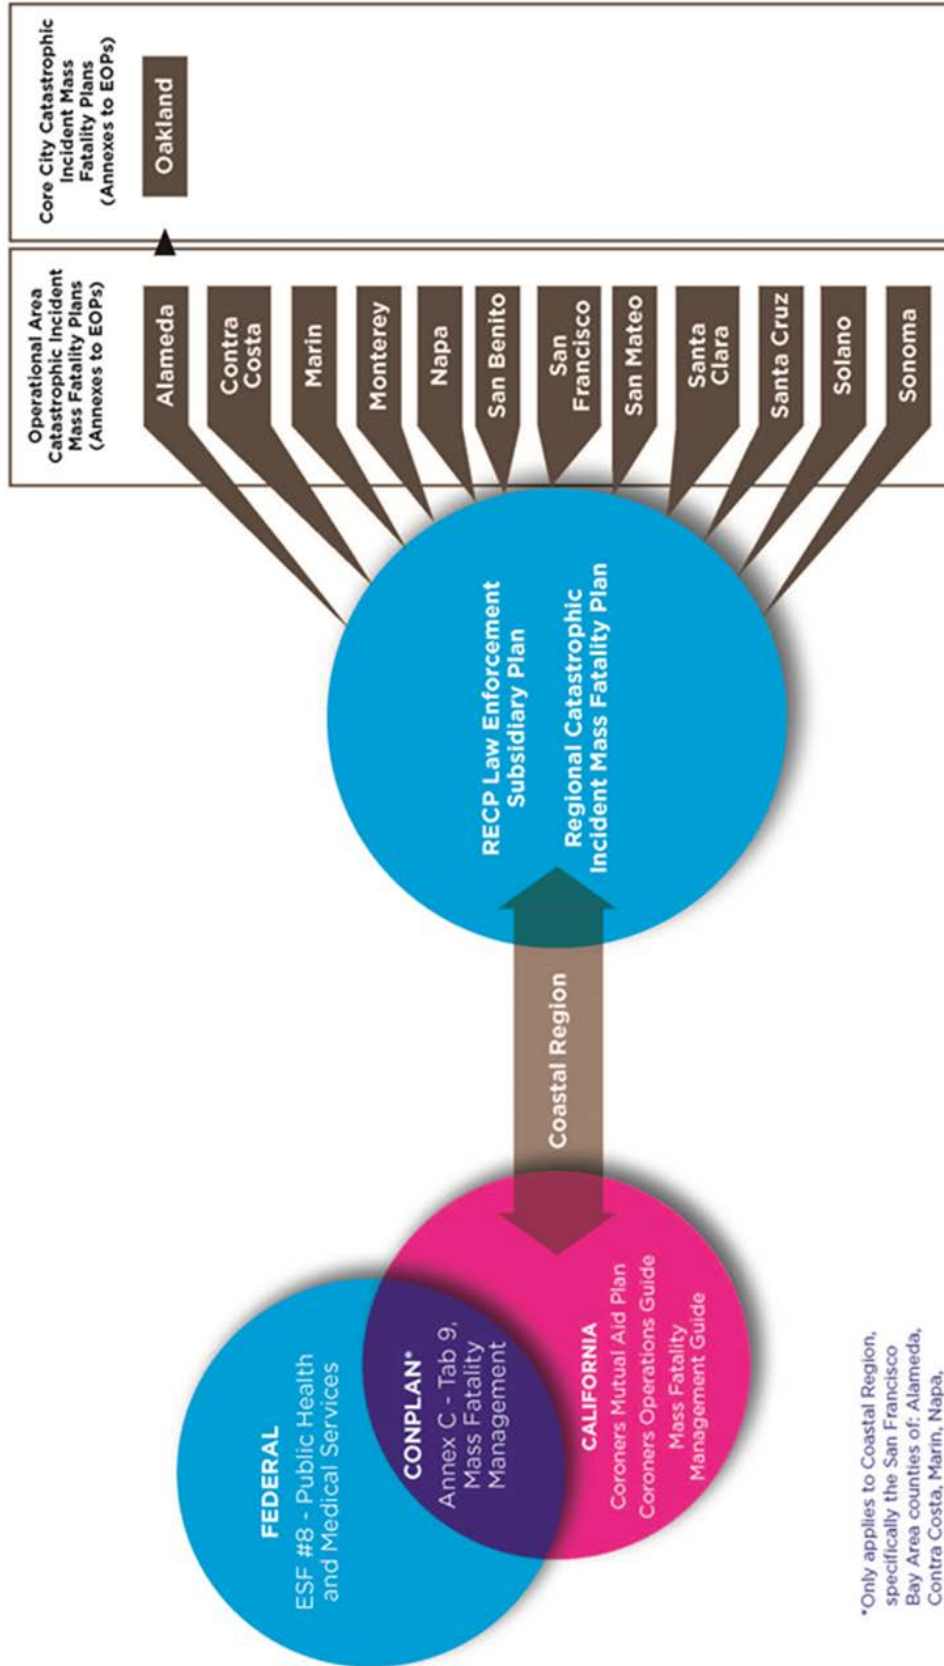 FEDERAL
ESF #8 - Public Health
and Medical Services
CONPLAN*
Annex C - Tab 9,
Mass Fatality
Management
CALIFORNIA
Coroners Mutual Aid Plan
Coroners Operations Guide
Mass Fatality
Management Guide
Coastal Region
RECP Law Enforcement
Subsidiary Plan
Regional Catastrophic
Incident Mass Fatality Plan
Operational Area
Catastrophic Incident
Mass Fatality Plans
(Annexes to EOPs)
Alameda
Contra
Costa
Marin
Monterey
Napa
San Benito
San
Francisco
San Mateo
Santa
Clara
Santa Cruz
Solano
Sonoma
Core City Catastrophic
Incident Mass
Fatality Plans
(Annexes to EOPs)
Oakland
*Only applies to Coastal Region,
specifically the San Francisco
Bay Area counties of: Alameda,
Contra Costa, Marin, Napa,